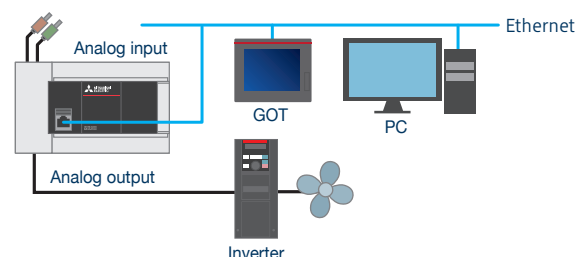 Ethernet
Analog input
GOT
PC
Analog output
Inverter